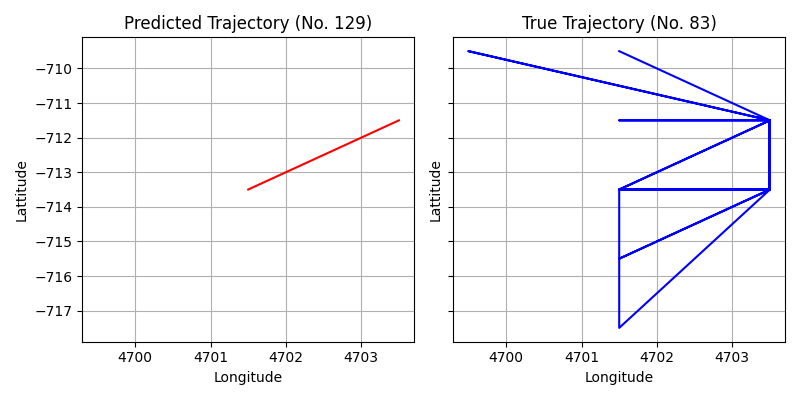 Predicted Trajectory (No. 129)
−710
−711
−712
−713
−714
−715
−716
−717
Lattitude
4700
4701
4702
4703
Longitude
True Trajectory (No. 83)
Lattitude
4700
4701
4702
4703
Longitude